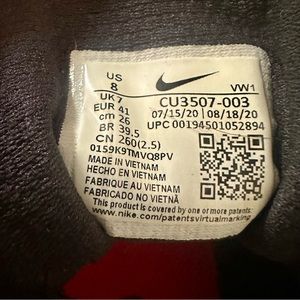 US
8
VW1
UK 7
EUR 41
cm 26
BR 39.5
CN 260(2.5)
CU3507-003
07/15/20 08/18/20
UPC 00194501052894
0159K9TMVQ8PV
MADE IN VIETNAM
HECHO EN VIETNAM
FABRIQUE AU VIETNAM
FABRICADO NO VIETNÃ
This product is covered by
one or more patents. See
www.nike.com/patentsvirtualmarking